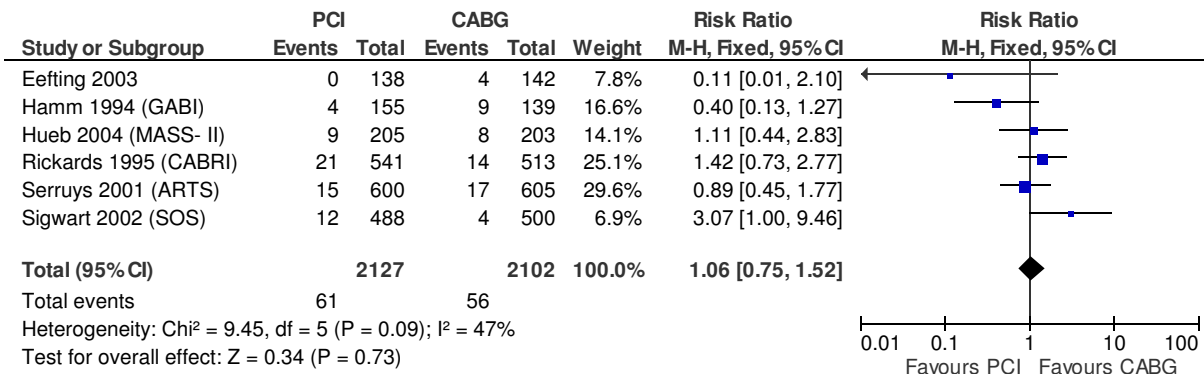 PCI CABG Risk Ratio Risk Ratio
Study or Subgroup Events Total Events Total Weight M-H, Fixed, 95% CI M-H, Fixed, 95% CI
Eefting 2003 0 138 4 142 7.8% 0.11 [0.01, 2.10]
Hamm 1994 (GABI) 4 155 9 139 16.6% 0.40 [0.13, 1.27]
Hueb 2004 (MASS- II) 9 205 8 203 14.1% 1.11 [0.44, 2.83]
Rickards 1995 (CABRI) 21 541 14 513 25.1% 1.42 [0.73, 2.77]
Serruys 2001 (ARTS) 15 600 17 605 29.6% 0.89 [0.45, 1.77]
Sigwart 2002 (SOS) 12 488 4 500 6.9% 3.07 [1.00, 9.46]
Total (95% CI) 2127 2102 100.0% 1.06 [0.75, 1.52]
Total events 61 56
Heterogeneity: Chi² = 9.45, df = 5 (P = 0.09); I² = 47%
Test for overall effect: Z = 0.34 (P = 0.73)
0.01 0.1 1 10 100
Favours PCI Favours CABG